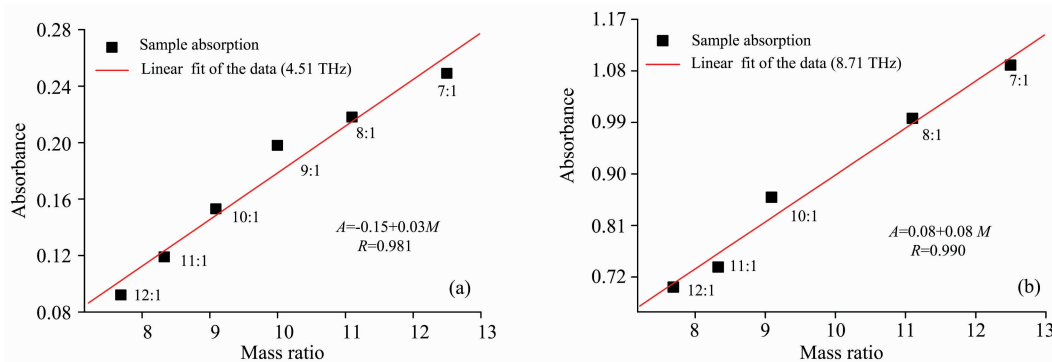 0.28
0.24
0.20
0.16
0.12
0.08
Absorbance
Sample absorption
Linear fit of the data (4.51 THz)
7:1
8:1
9:1
10:1
11:1
12:1
A=-0.15+0.03M
R=0.981
(a)
8 9 10 11 12 13
Mass ratio
1.17
1.08
0.99
0.90
0.81
0.72
Absorbance
Sample absorption
Linear fit of the data (8.71 THz)
7:1
8:1
10:1
11:1
12:1
A=0.08+0.08 M
R=0.990
(b)
8 9 10 11 12 13
Mass ratio